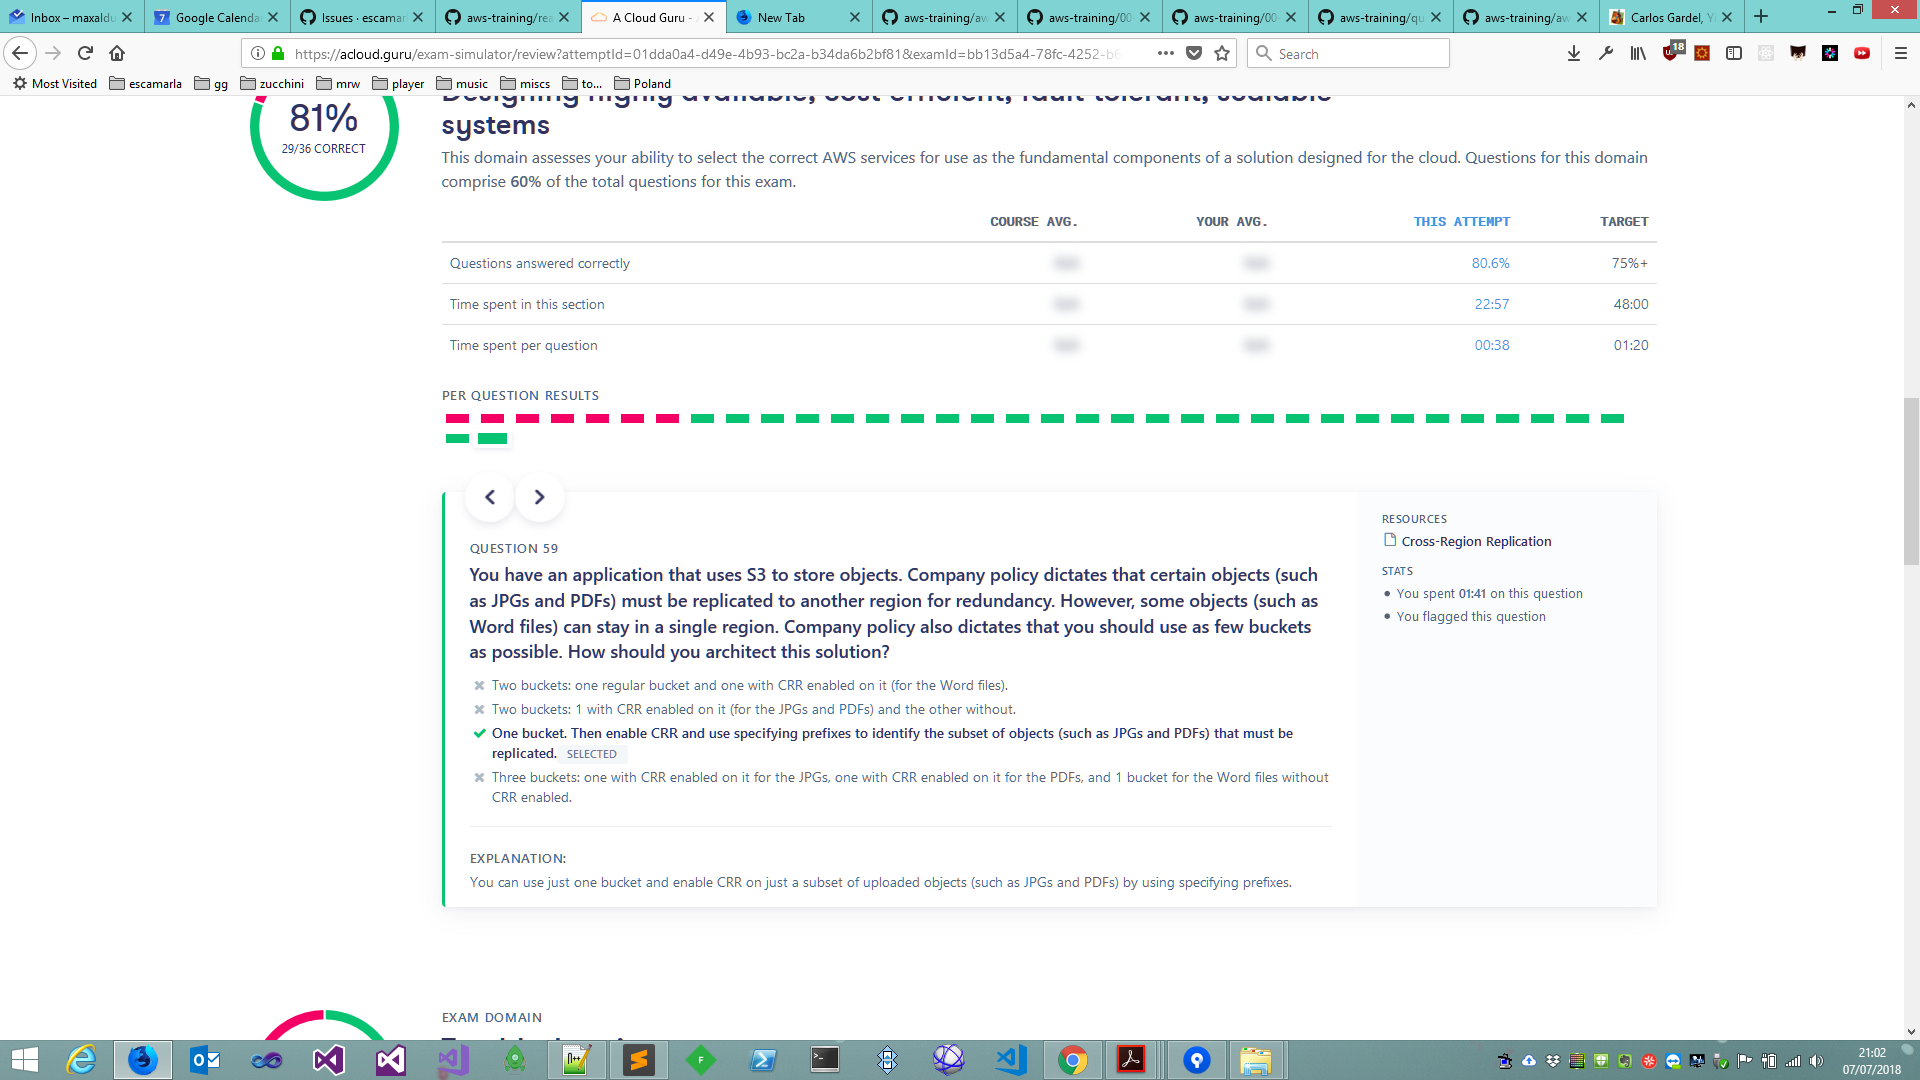 Inbox – maxaldu
Google Calenda
Issues · escamar
aws-training/rea
A Cloud Guru - A
New Tab
aws-training/aw
aws-training/00
aws-training/00
aws-training/qu
aws-training/aw
Carlos Gardel, Y
https://acloud.guru/exam-simulator/review?attemptId=01dda0a4-d49e-4b93-bc2a-b34da6b2bf81&examId=bb13d5a4-78fc-4252-b6
Search
18
Most Visited
escamarla
gg
zucchini
mrw
player
music
miscs
to...
Poland
81%
29/36 CORRECT
Designing highly available, cost efficient, fault tolerant, scalable
systems
This domain assesses your ability to select the correct AWS services for use as the fundamental components of a solution designed for the cloud. Questions for this domain
comprise 60% of the total questions for this exam.
COURSE AVG. YOUR AVG. THIS ATTEMPT TARGET
Questions answered correctly 80.6% 75%+
Time spent in this section 22:57 48:00
Time spent per question 00:38 01:20
PER QUESTION RESULTS
QUESTION 59
You have an application that uses S3 to store objects. Company policy dictates that certain objects (such
as JPGs and PDFs) must be replicated to another region for redundancy. However, some objects (such as
Word files) can stay in a single region. Company policy also dictates that you should use as few buckets
as possible. How should you architect this solution?
Two buckets: one regular bucket and one with CRR enabled on it (for the Word files).
Two buckets: 1 with CRR enabled on it (for the JPGs and PDFs) and the other without.
One bucket. Then enable CRR and use specifying prefixes to identify the subset of objects (such as JPGs and PDFs) that must be
replicated. SELECTED
Three buckets: one with CRR enabled on it for the JPGs, one with CRR enabled on it for the PDFs, and 1 bucket for the Word files without
CRR enabled.
EXPLANATION:
You can use just one bucket and enable CRR on just a subset of uploaded objects (such as JPGs and PDFs) by using specifying prefixes.
RESOURCES
Cross-Region Replication
STATS
You spent 01:41 on this question
You flagged this question
EXAM DOMAIN
21:02
07/07/2018